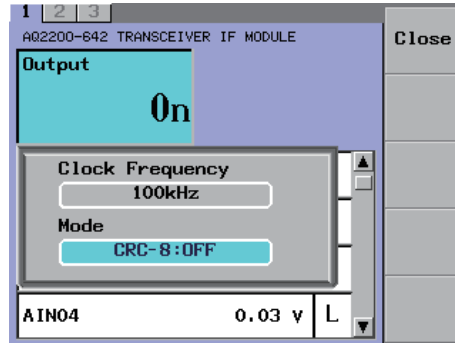 1 2 3
AQ2200-642 TRANSCEIVER IF MODULE
Close
Output
On
Clock Frequency
100kHz
Mode
CRC-8:OFF
AIN04 0.03 V L